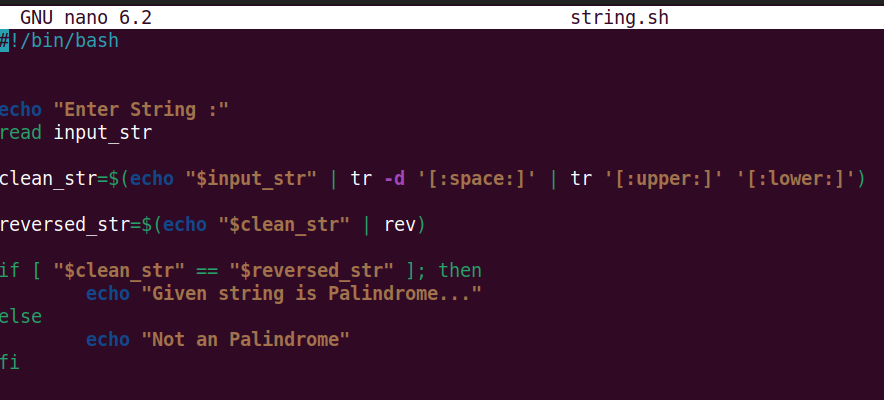 GNU nano 6.2 string.sh
#!/bin/bash
echo "Enter String :"
read input_str
clean_str=$(echo "$input_str" | tr -d '[:space:]' | tr '[:upper:]' '[:lower:]')
reversed_str=$(echo "$clean_str" | rev)
if [ "$clean_str" == "$reversed_str" ]; then
echo "Given string is Palindrome..."
else
echo "Not an Palindrome"
fi